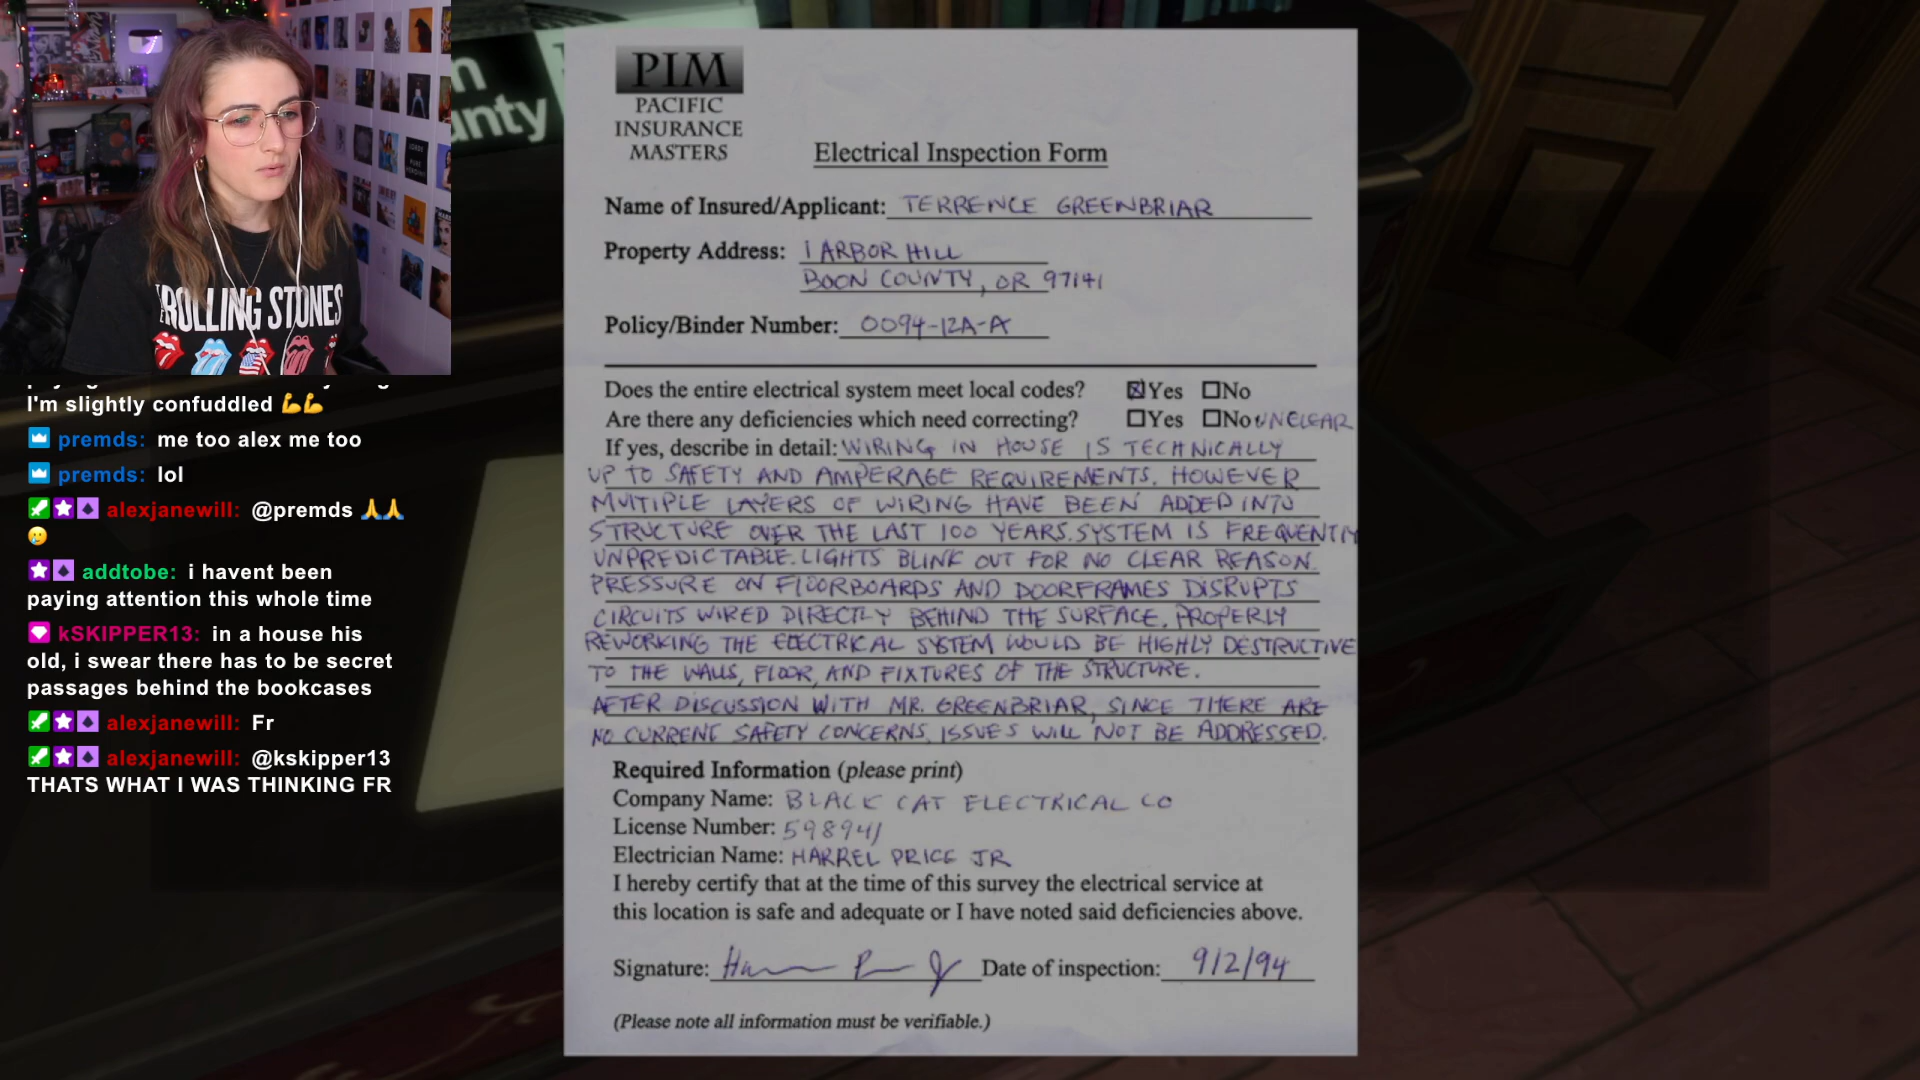 THE
ROLLING STONES
I'm slightly confuddled 💪💪
premds: me too alex me too
premds: lol
alexjanewill: @premds 🙏🙏
🥲
addtobe: i havent been
paying attention this whole time
kSKIPPER13: in a house his
old, i swear there has to be secret
passages behind the bookcases
alexjanewill: Fr
alexjanewill: @kskipper13
THATS WHAT I WAS THINKING FR
PIM
PACIFIC
INSURANCE
MASTERS
Electrical Inspection Form
Name of Insured/Applicant: TERRENCE GREENBRIAR
Property Address: 1 ARBOR HILL
BOON COUNTY, OR 97141
Policy/Binder Number: 0094-12A-A
Does the entire electrical system meet local codes? ☒Yes ☐No
Are there any deficiencies which need correcting? ☐Yes ☐No UNCLEAR
If yes, describe in detail: WIRING IN HOUSE IS TECHNICALLY
UP TO SAFETY AND AMPERAGE REQUIREMENTS. HOWEVER
MULTIPLE LAYERS OF WIRING HAVE BEEN ADDED INTO
STRUCTURE OVER THE LAST 100 YEARS. SYSTEM IS FREQUENTLY
UNPREDICTABLE. LIGHTS BLINK OUT FOR NO CLEAR REASON.
PRESSURE ON FLOORBOARDS AND DOORFRAMES DISRUPTS
CIRCUITS WIRED DIRECTLY BEHIND THE SURFACE. PROPERLY
REWORKING THE ELECTRICAL SYSTEM WOULD BE HIGHLY DESTRUCTIVE
TO THE WALLS, FLOOR, AND FIXTURES OF THE STRUCTURE.
AFTER DISCUSSION WITH MR. GREENBRIAR, SINCE THERE ARE
NO CURRENT SAFETY CONCERNS, ISSUES WILL NOT BE ADDRESSED.
Required Information (please print)
Company Name: BLACK CAT ELECTRICAL CO
License Number: 598941
Electrician Name: HARREL PRICE JR
I hereby certify that at the time of this survey the electrical service at
this location is safe and adequate or I have noted said deficiencies above.
Signature: Date of inspection: 9/2/94
(Please note all information must be verifiable.)